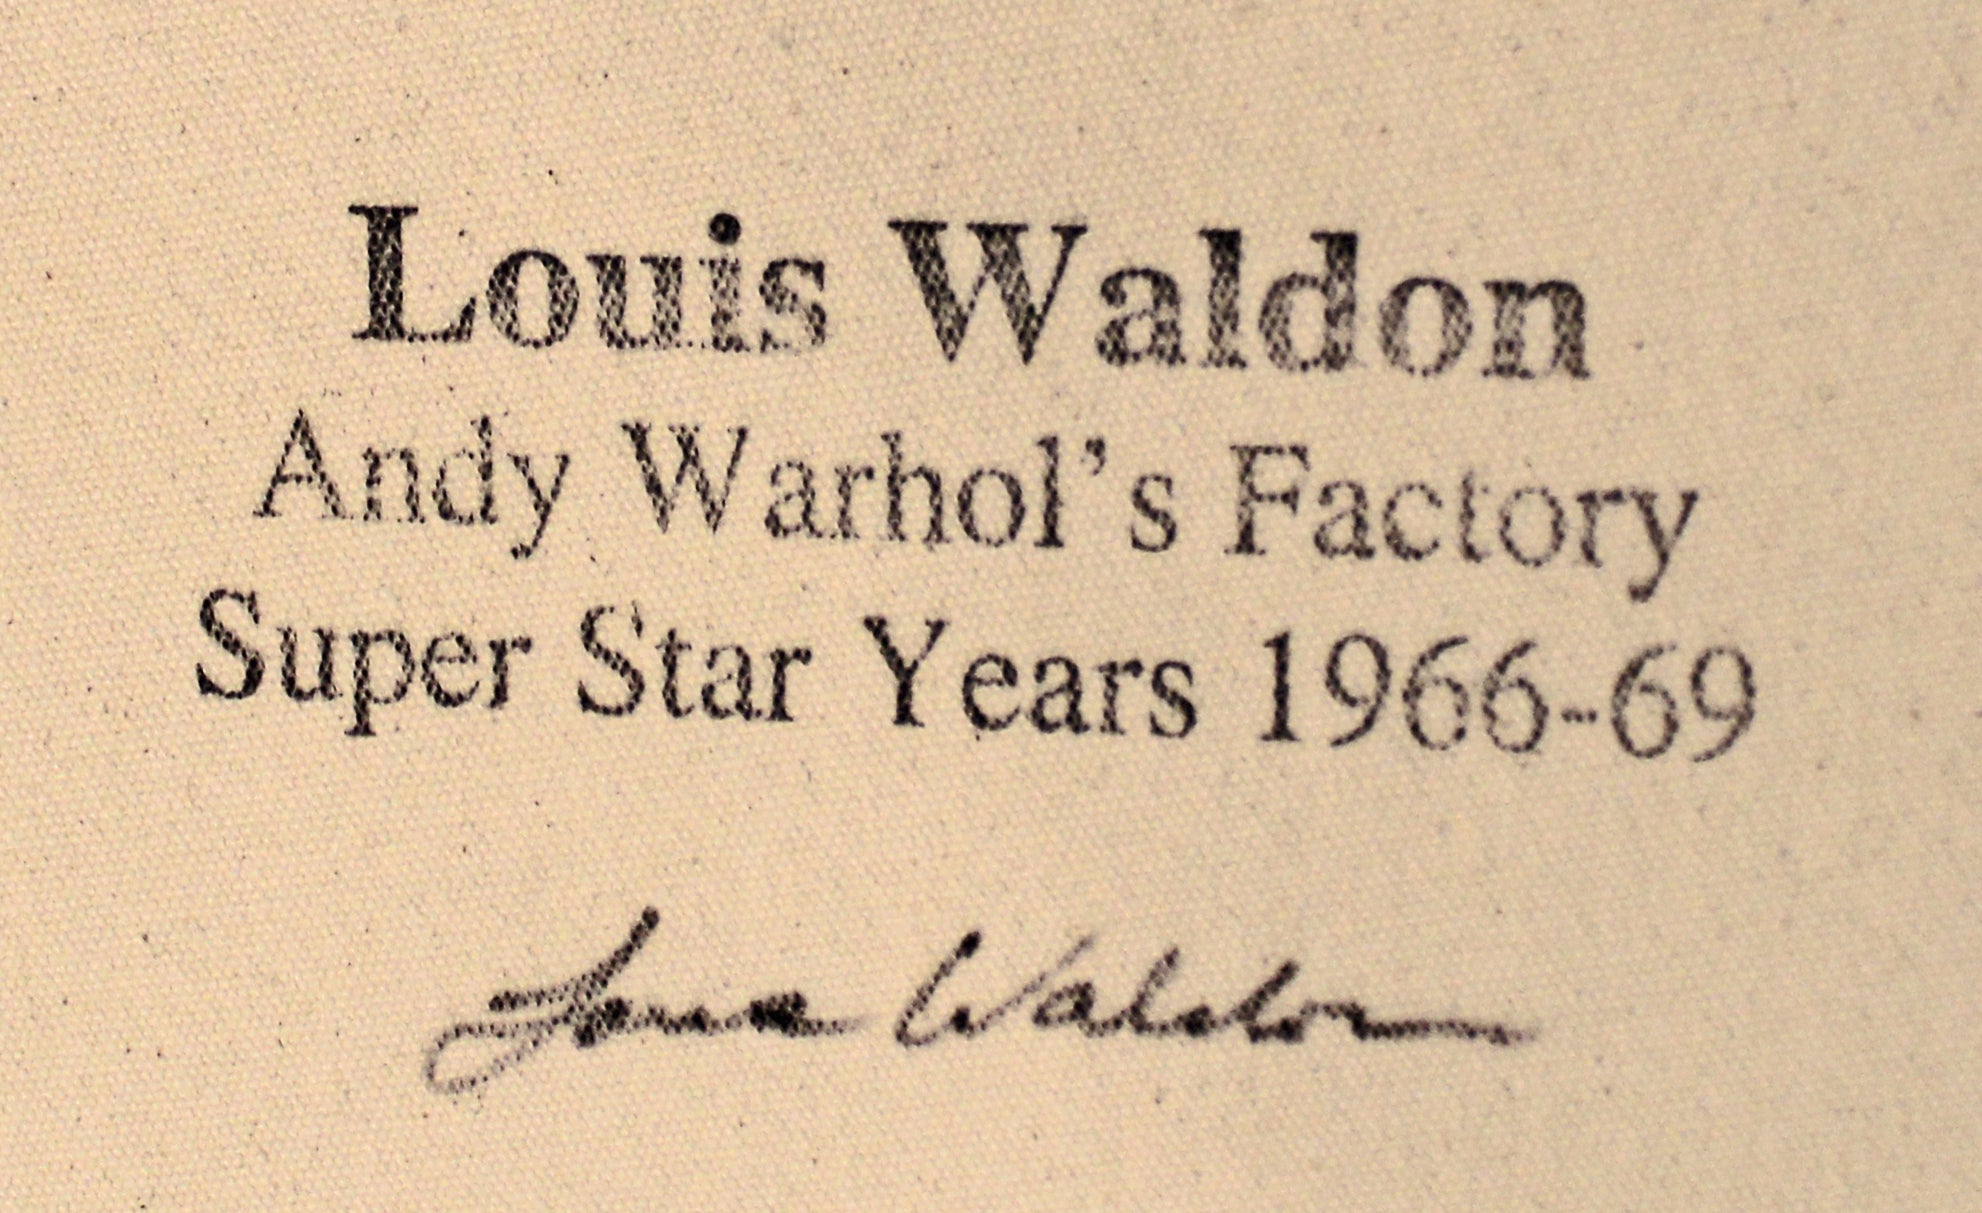 Louis Waldon
Andy Warhol’s Factory
Super Star Years 1966-69
Louis Waldon